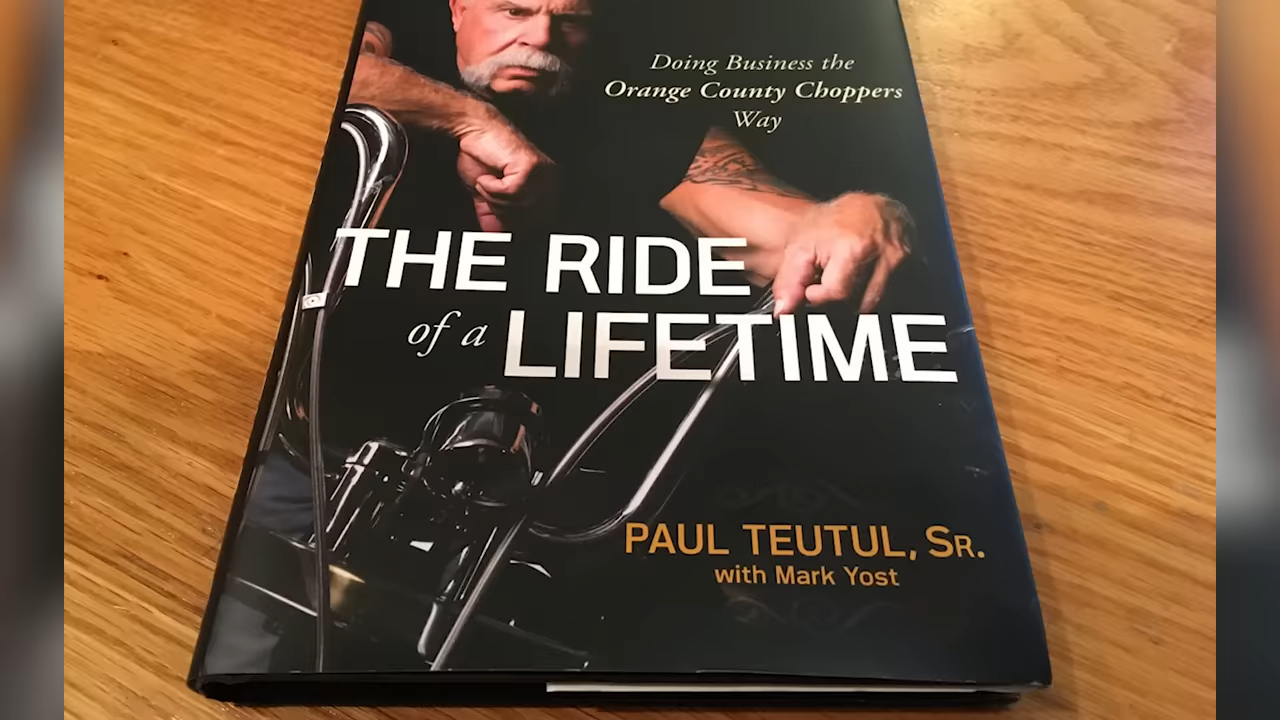 Doing Business the
Orange County Choppers
Way
THE RIDE
of a LIFETIME
PAUL TEUTUL, SR.
with Mark Yost